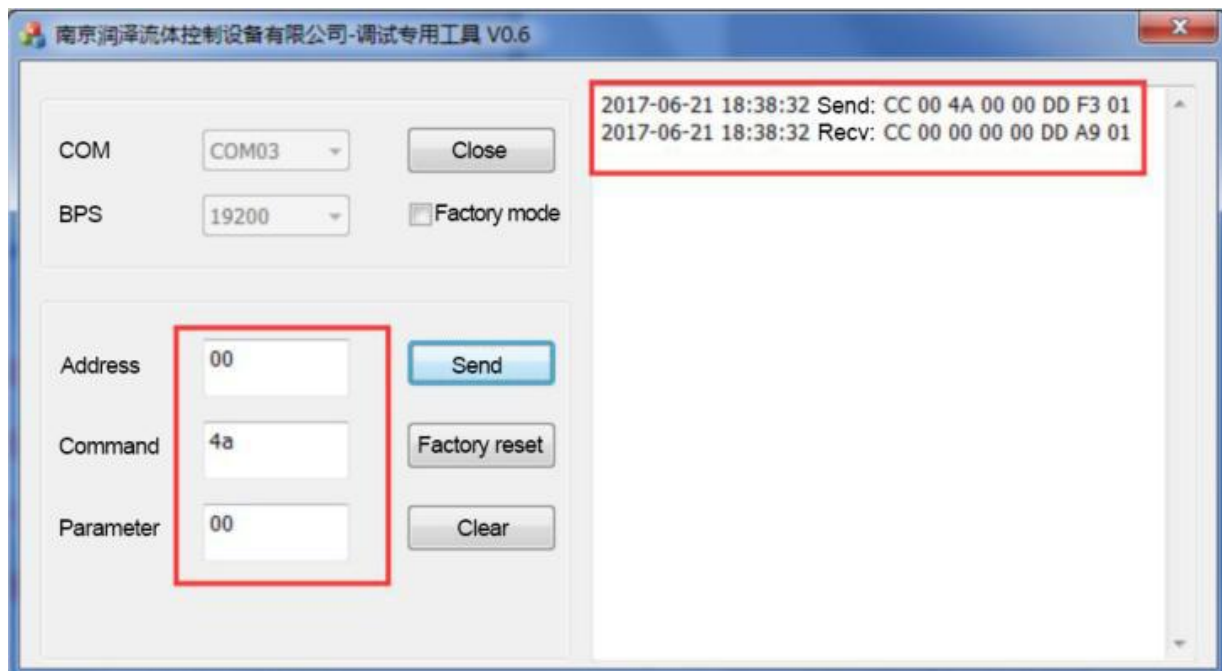 南京润泽流体控制设备有限公司-调试专用工具 V0.6
COM
COM03
Close
BPS
19200
Factory mode
Address
00
Send
Command
4a
Factory reset
Parameter
00
Clear
2017-06-21 18:38:32 Send: CC 00 4A 00 00 DD F3 01
2017-06-21 18:38:32 Recv: CC 00 00 00 00 DD A9 01